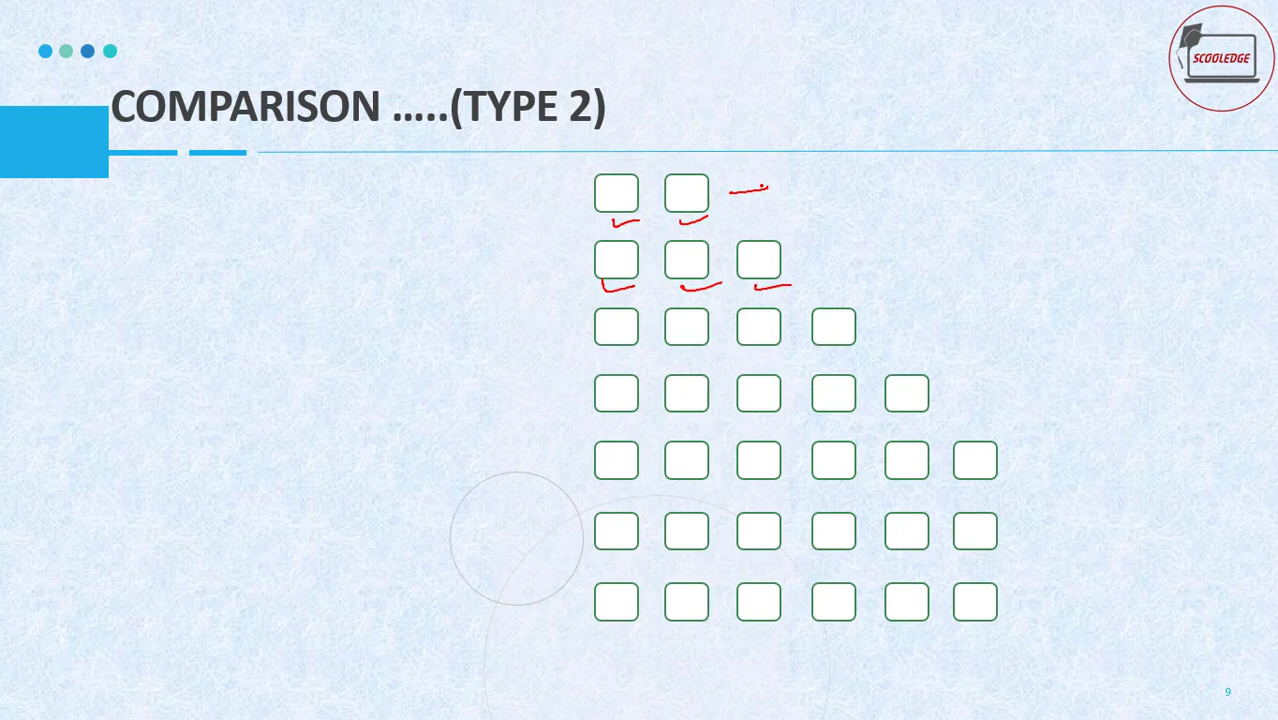 SCOOLEDGE
COMPARISON .....(TYPE 2)
9